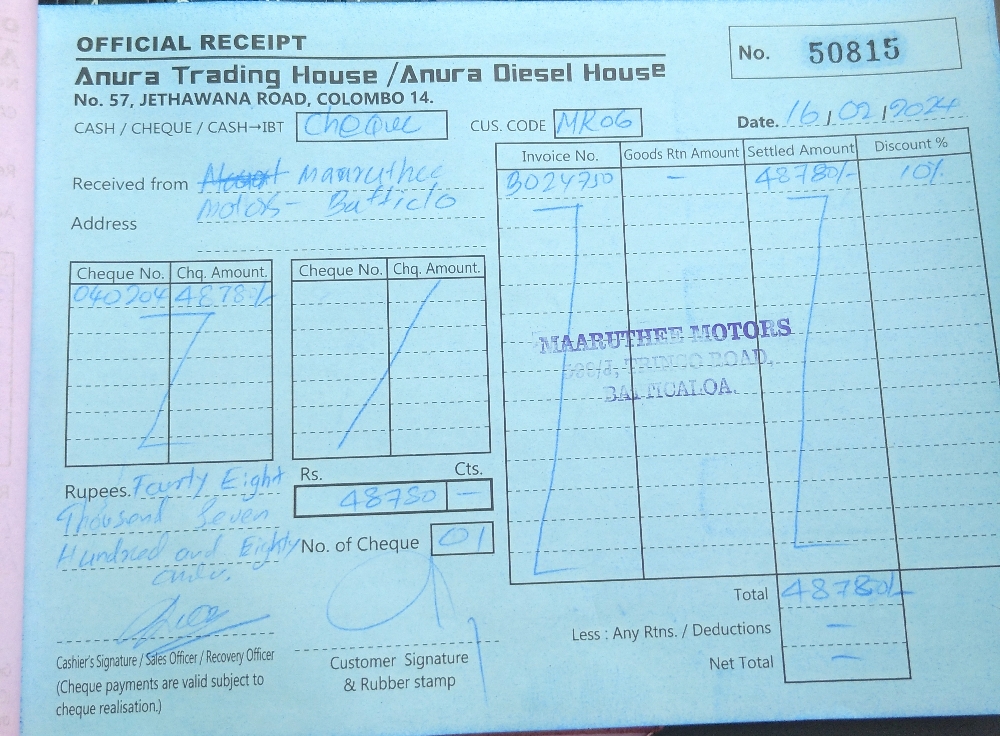 OFFICIAL RECEIPT
No. 50815
Anura Trading House /Anura Diesel House
No. 57, JETHAWANA ROAD, COLOMBO 14.
CASH / CHEQUE / CASH→IBT Cheque CUS. CODE MR06 Date. 16/02/2024
Invoice No. Goods Rtn Amount Settled Amount Discount %
B024750 – 48780/- 10%
Received from Maaruthee
Motors - Batticlo
Address
Cheque No. Chq. Amount. Cheque No. Chq. Amount.
040204 48780/-
MAARUTHEE MOTORS
ROAD,
BATTICALOA.
Rupees. Fourty Eight
Thousand Seven
Hundred and Eighty
only.
Rs. Cts.
48780 –
No. of Cheque 01
Total 48780/-
Less : Any Rtns. / Deductions –
Net Total –
Cashier's Signature / Sales Officer / Recovery Officer
(Cheque payments are valid subject to
cheque realisation.)
Customer Signature
& Rubber stamp